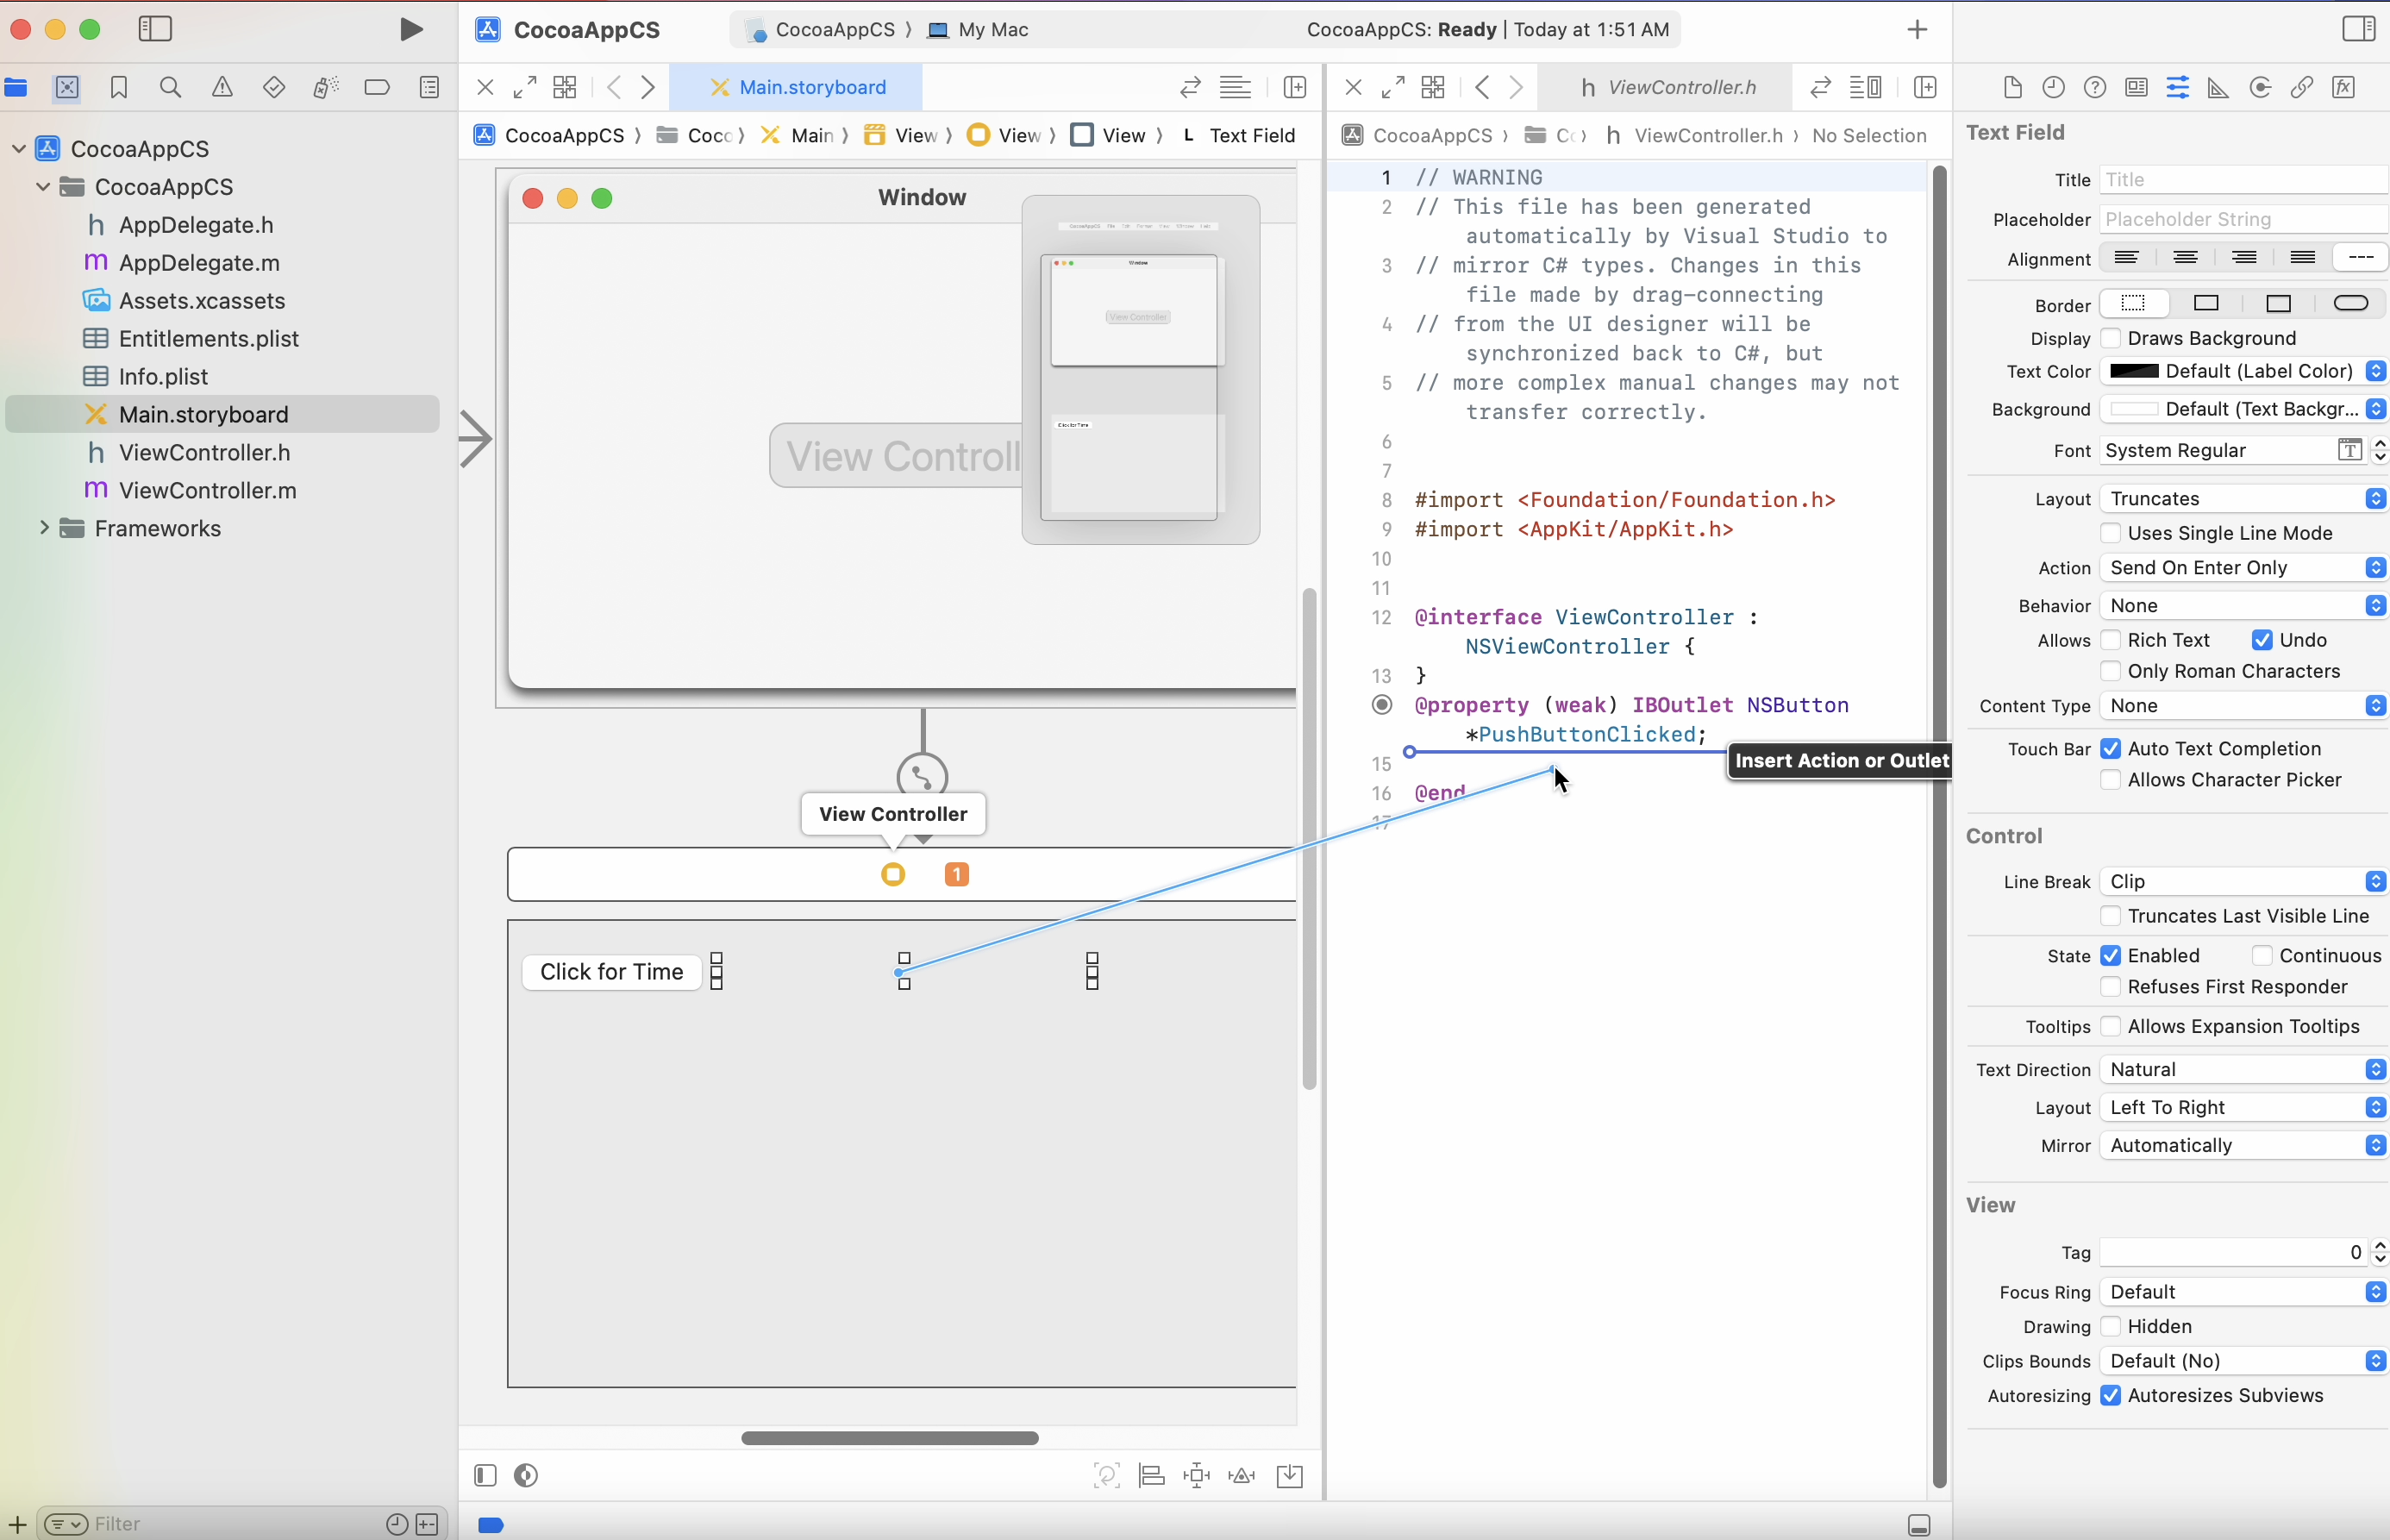 CocoaAppCS
CocoaAppCS 〉 My Mac
CocoaAppCS: Ready | Today at 1:51 AM
Main.storyboard
h ViewController.h
CocoaAppCS 〉 Coco 〉 Main 〉 View 〉 View 〉 View 〉 L Text Field
CocoaAppCS › C › h ViewController.h › No Selection
CocoaAppCS
CocoaAppCS
h AppDelegate.h
m AppDelegate.m
Assets.xcassets
Entitlements.plist
Info.plist
Main.storyboard
h ViewController.h
m ViewController.m
Frameworks
Filter
Window
View Controll
Window
View Controller
Click for Time
View Controller
1
Click for Time
1 // WARNING
2 // This file has been generated
automatically by Visual Studio to
3 // mirror C# types. Changes in this
file made by drag-connecting
4 // from the UI designer will be
synchronized back to C#, but
5 // more complex manual changes may not
transfer correctly.
6
7
8 #import <Foundation/Foundation.h>
9 #import <AppKit/AppKit.h>
10
11
12 @interface ViewController :
NSViewController {
13 }
@property (weak) IBOutlet NSButton
*PushButtonClicked;
Insert Action or Outlet
15
16 @end
17
Text Field
Title Title
Placeholder Placeholder String
Alignment
Border
Display Draws Background
Text Color Default (Label Color)
Background Default (Text Backgr...
Font System Regular
Layout Truncates
Uses Single Line Mode
Action Send On Enter Only
Behavior None
Allows Rich Text Undo
Only Roman Characters
Content Type None
Touch Bar Auto Text Completion
Allows Character Picker
Control
Line Break Clip
Truncates Last Visible Line
State Enabled Continuous
Refuses First Responder
Tooltips Allows Expansion Tooltips
Text Direction Natural
Layout Left To Right
Mirror Automatically
View
Tag 0
Focus Ring Default
Drawing Hidden
Clips Bounds Default (No)
Autoresizing Autoresizes Subviews